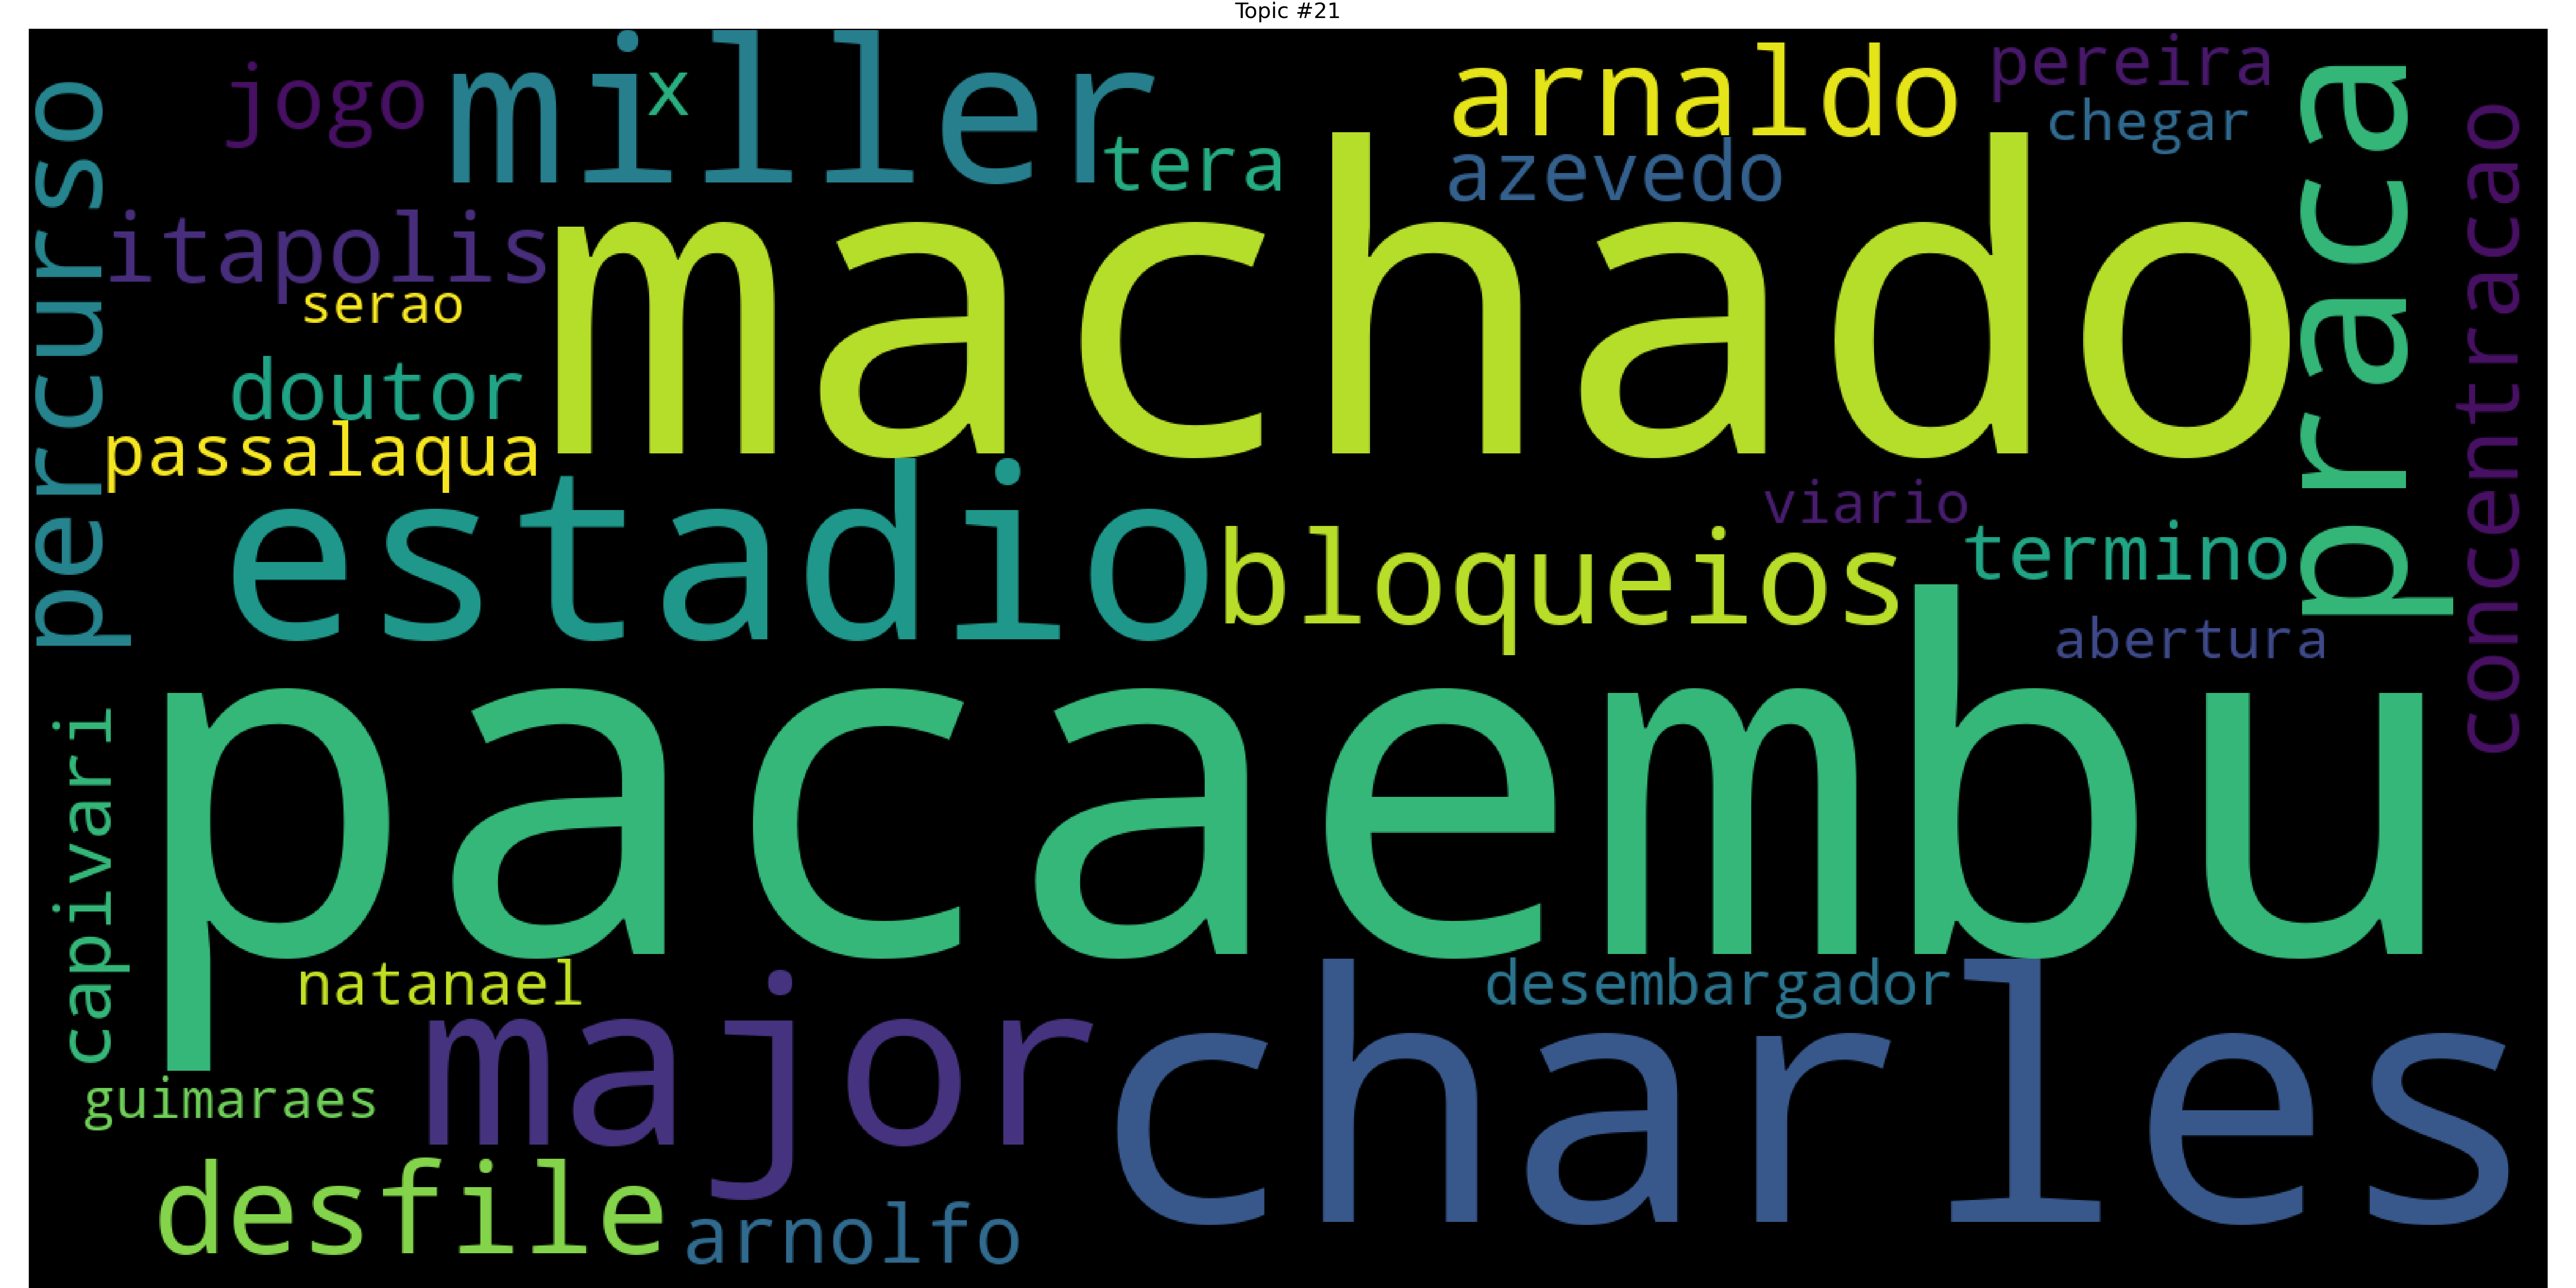 Topic #21
percurso
jogo
miller
x
tera
arnaldo
azevedo
pereira
chegar
praca
concentracao
itapolis
serao
machado
doutor
passalaqua
estadio
bloqueios
viario
termino
abertura
pacaembu
capivari
natanael
desembargador
major
charles
guimaraes
desfile
arnolfo